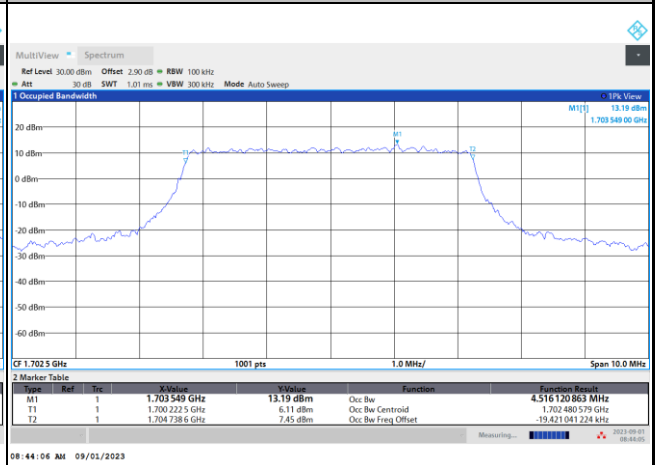 MultiView Spectrum
Ref Level 30.00 dBm Offset 2.90 dB RBW 100 kHz
Att 30 dB SWT 1.01 ms VBW 300 kHz Mode Auto Sweep
1 Occupied Bandwidth 1Pk View
M1[1] 13.19 dBm
1.703 549 00 GHz
20 dBm
M1
10 dBm
T1 T2
0 dBm
-10 dBm
-20 dBm
-30 dBm
-40 dBm
-50 dBm
-60 dBm
CF 1.702 5 GHz 1001 pts 1.0 MHz/ Span 10.0 MHz
2 Marker Table
Type Ref Trc X-Value Y-Value Function Function Result
M1 1 1.703 549 GHz 13.19 dBm Occ Bw 4.516 120 863 MHz
T1 1 1.700 222 5 GHz 6.11 dBm Occ Bw Centroid 1.702 480 579 GHz
T2 1 1.704 738 6 GHz 7.45 dBm Occ Bw Freq Offset -19.421 041 224 kHz
Measuring... 2023-09-01
08:44:05
08:44:06 AM 09/01/2023